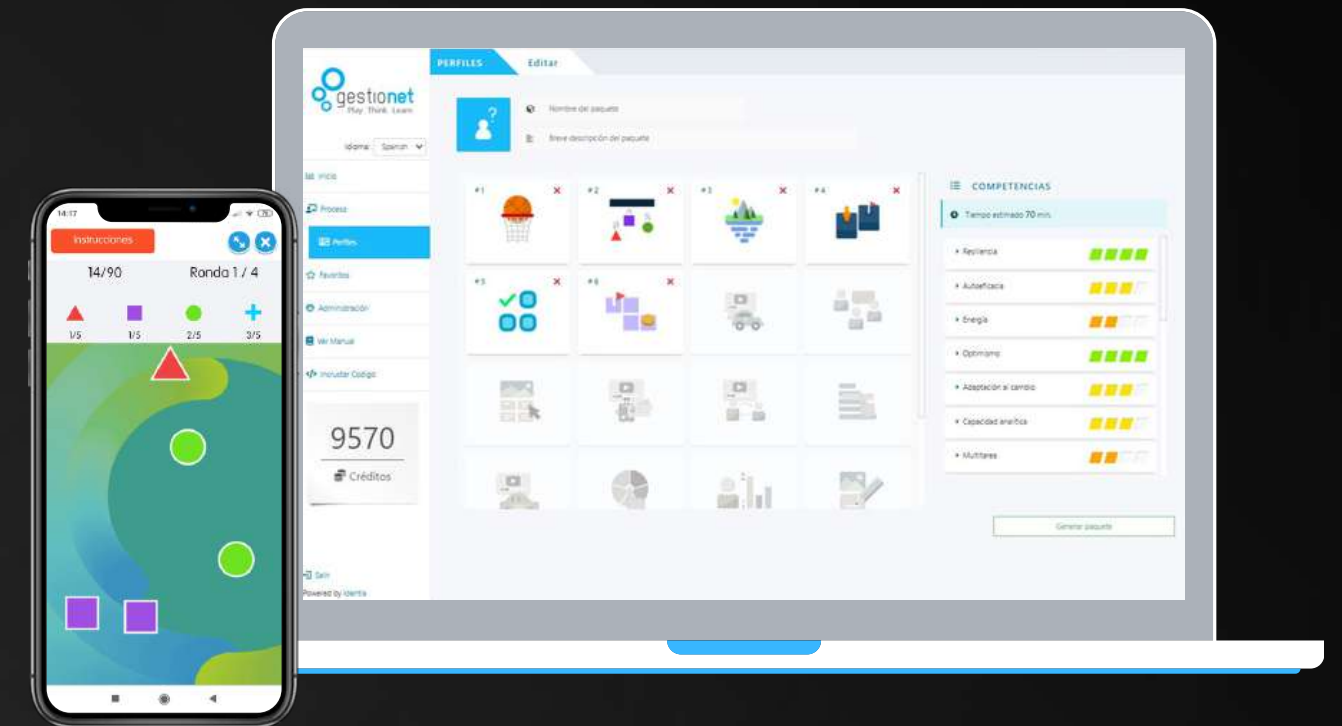 14:17
Instrucciones
14/90
Ronda 1 / 4
1/5
1/5
2/5
3/5
gestionet
Play. Think. Learn.
Idioma: Spanish
Inicio
Proceso
Perfiles
Favoritos
Administración
Ver Manual
Incrustar Código
9570
Créditos
Salir
Powered by Identia
PERFILES
Editar
Nombre del paquete
Breve descripción del paquete
#1
#2
#3
#4
#5
#6
COMPETENCIAS
Tiempo estimado 70 min.
Resiliencia
Autoeficacia
Energía
Optimismo
Adaptación al cambio
Capacidad analítica
Multitarea
Generar paquete